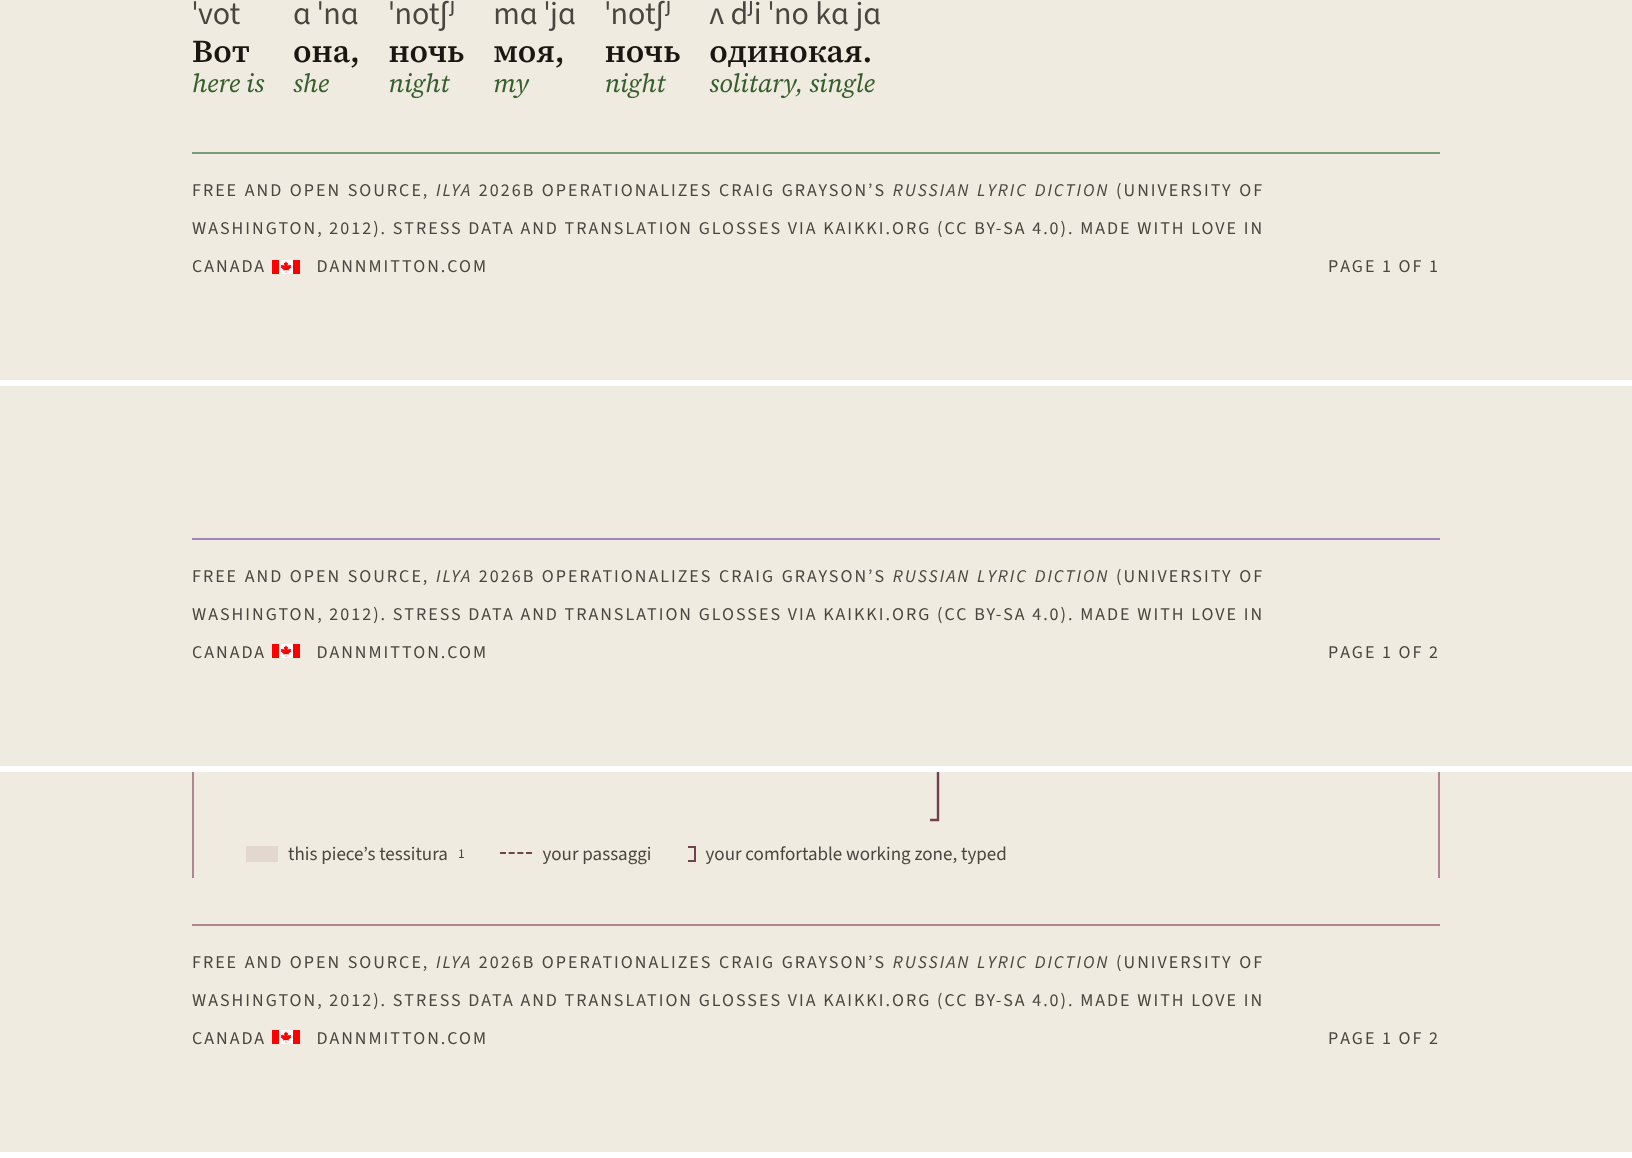 ˈvot ɑ ˈna ˈnotʃʲ mɑ ˈja ˈnotʃʲ ʌ dʲi ˈno kɑ jɑ
Вот она, ночь моя, ночь одинокая.
here is she night my night solitary, single
FREE AND OPEN SOURCE, ILYA 2026B OPERATIONALIZES CRAIG GRAYSON’S RUSSIAN LYRIC DICTION (UNIVERSITY OF
WASHINGTON, 2012). STRESS DATA AND TRANSLATION GLOSSES VIA KAIKKI.ORG (CC BY-SA 4.0). MADE WITH LOVE IN
CANADA DANNMITTON.COM PAGE 1 OF 1
FREE AND OPEN SOURCE, ILYA 2026B OPERATIONALIZES CRAIG GRAYSON’S RUSSIAN LYRIC DICTION (UNIVERSITY OF
WASHINGTON, 2012). STRESS DATA AND TRANSLATION GLOSSES VIA KAIKKI.ORG (CC BY-SA 4.0). MADE WITH LOVE IN
CANADA DANNMITTON.COM PAGE 1 OF 2
this piece’s tessitura 1 your passaggi your comfortable working zone, typed
FREE AND OPEN SOURCE, ILYA 2026B OPERATIONALIZES CRAIG GRAYSON’S RUSSIAN LYRIC DICTION (UNIVERSITY OF
WASHINGTON, 2012). STRESS DATA AND TRANSLATION GLOSSES VIA KAIKKI.ORG (CC BY-SA 4.0). MADE WITH LOVE IN
CANADA DANNMITTON.COM PAGE 1 OF 2